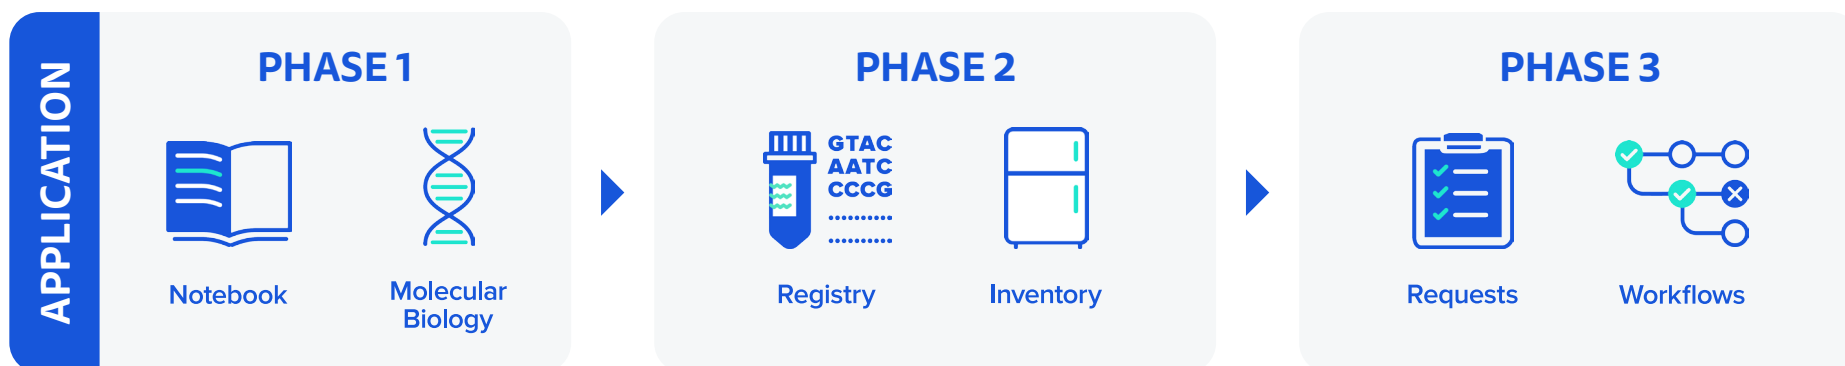 APPLICATION
PHASE 1
Notebook
Molecular
Biology
PHASE 2
GTAC
AATC
CCCG
Registry
Inventory
PHASE 3
Requests
Workflows